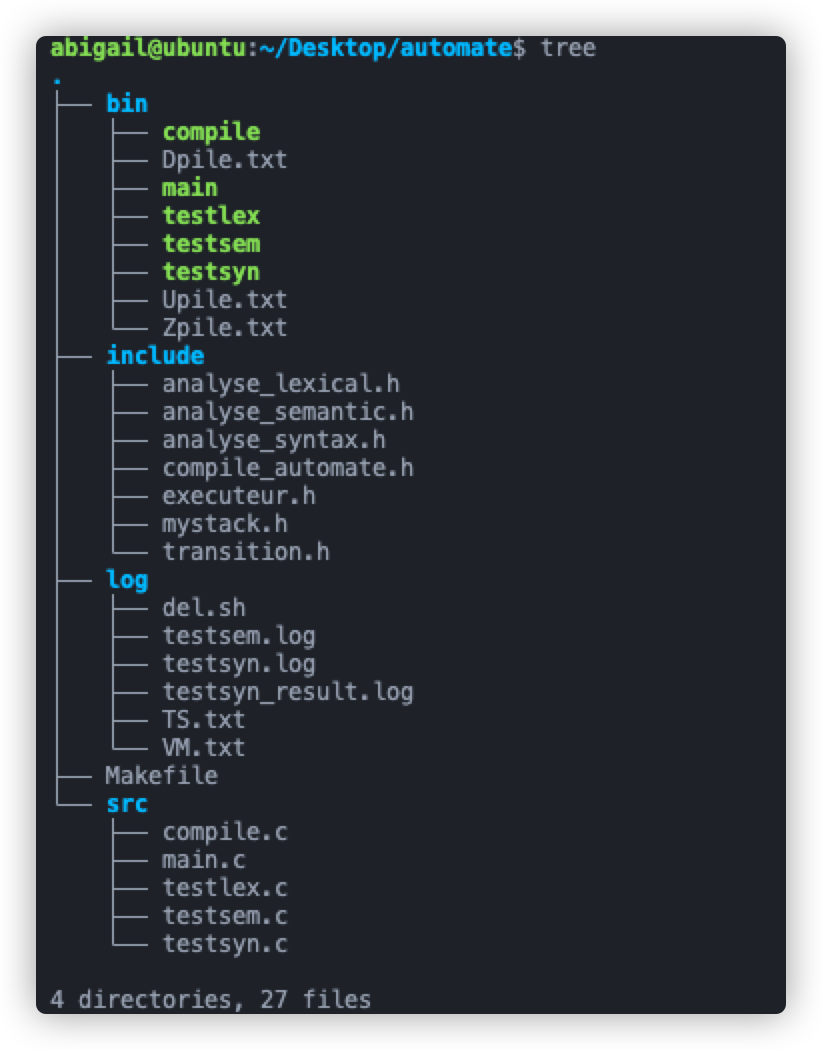 abigail@ubuntu:~/Desktop/automate$ tree
.
├── bin
│   ├── compile
│   ├── Dpile.txt
│   ├── main
│   ├── testlex
│   ├── testsem
│   ├── testsyn
│   ├── Upile.txt
│   └── Zpile.txt
├── include
│   ├── analyse_lexical.h
│   ├── analyse_semantic.h
│   ├── analyse_syntax.h
│   ├── compile_automate.h
│   ├── executeur.h
│   ├── mystack.h
│   └── transition.h
├── log
│   ├── del.sh
│   ├── testsem.log
│   ├── testsyn.log
│   ├── testsyn_result.log
│   ├── TS.txt
│   └── VM.txt
├── Makefile
└── src
    ├── compile.c
    ├── main.c
    ├── testlex.c
    ├── testsem.c
    └── testsyn.c

4 directories, 27 files